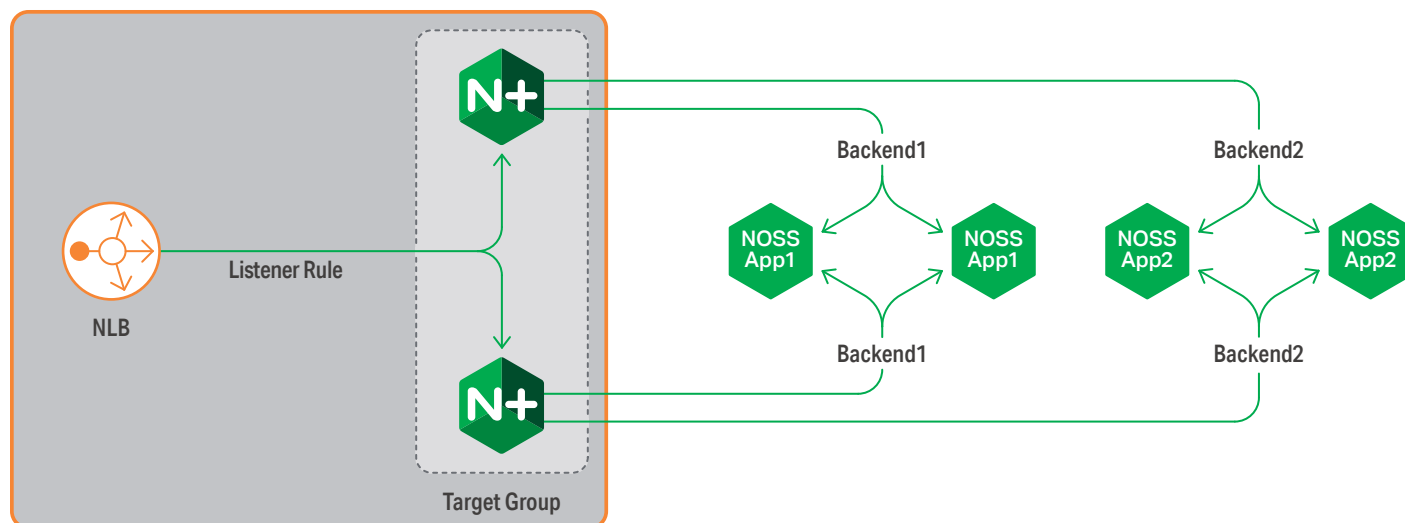 N+
Backend1
Backend2
NOSS
App1
NOSS
App1
NOSS
App2
NOSS
App2
Listener Rule
NLB
Backend1
Backend2
N+
Target Group